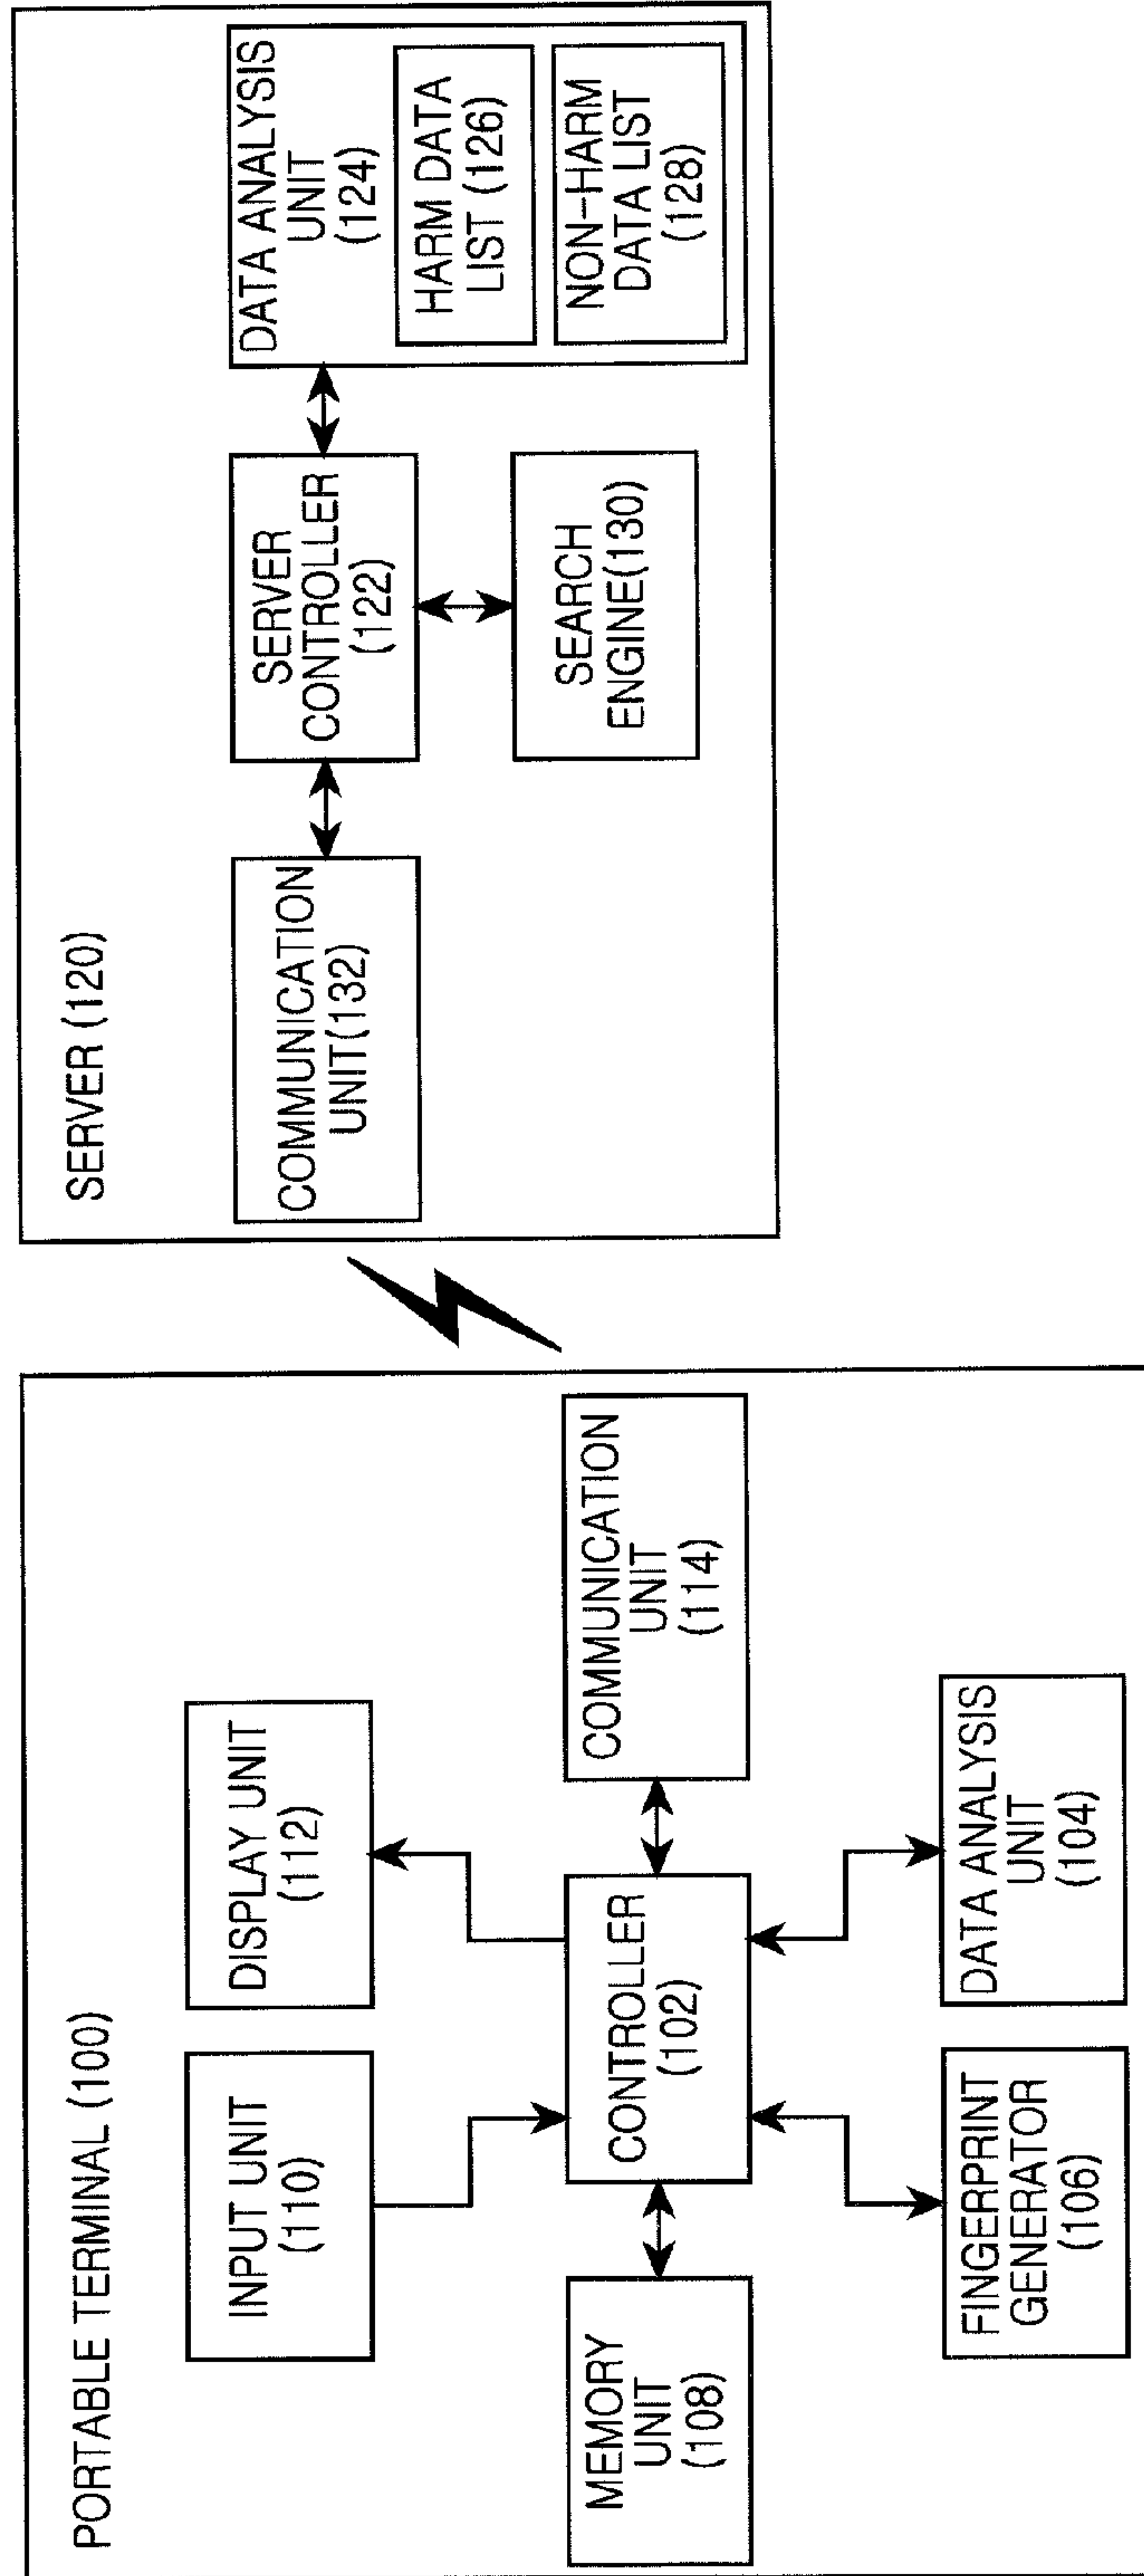 PORTABLE TERMINAL (100)
INPUT UNIT
(110)
DISPLAY UNIT
(112)
MEMORY
UNIT
(108)
CONTROLLER
(102)
COMMUNICATION
UNIT
(114)
FINGERPRINT
GENERATOR
(106)
DATA ANALYSIS
UNIT
(104)
SERVER (120)
COMMUNICATION
UNIT(132)
SERVER
CONTROLLER
(122)
DATA ANALYSIS
UNIT
(124)
HARM DATA
LIST (126)
NON-HARM
DATA LIST
(128)
SEARCH
ENGINE(130)